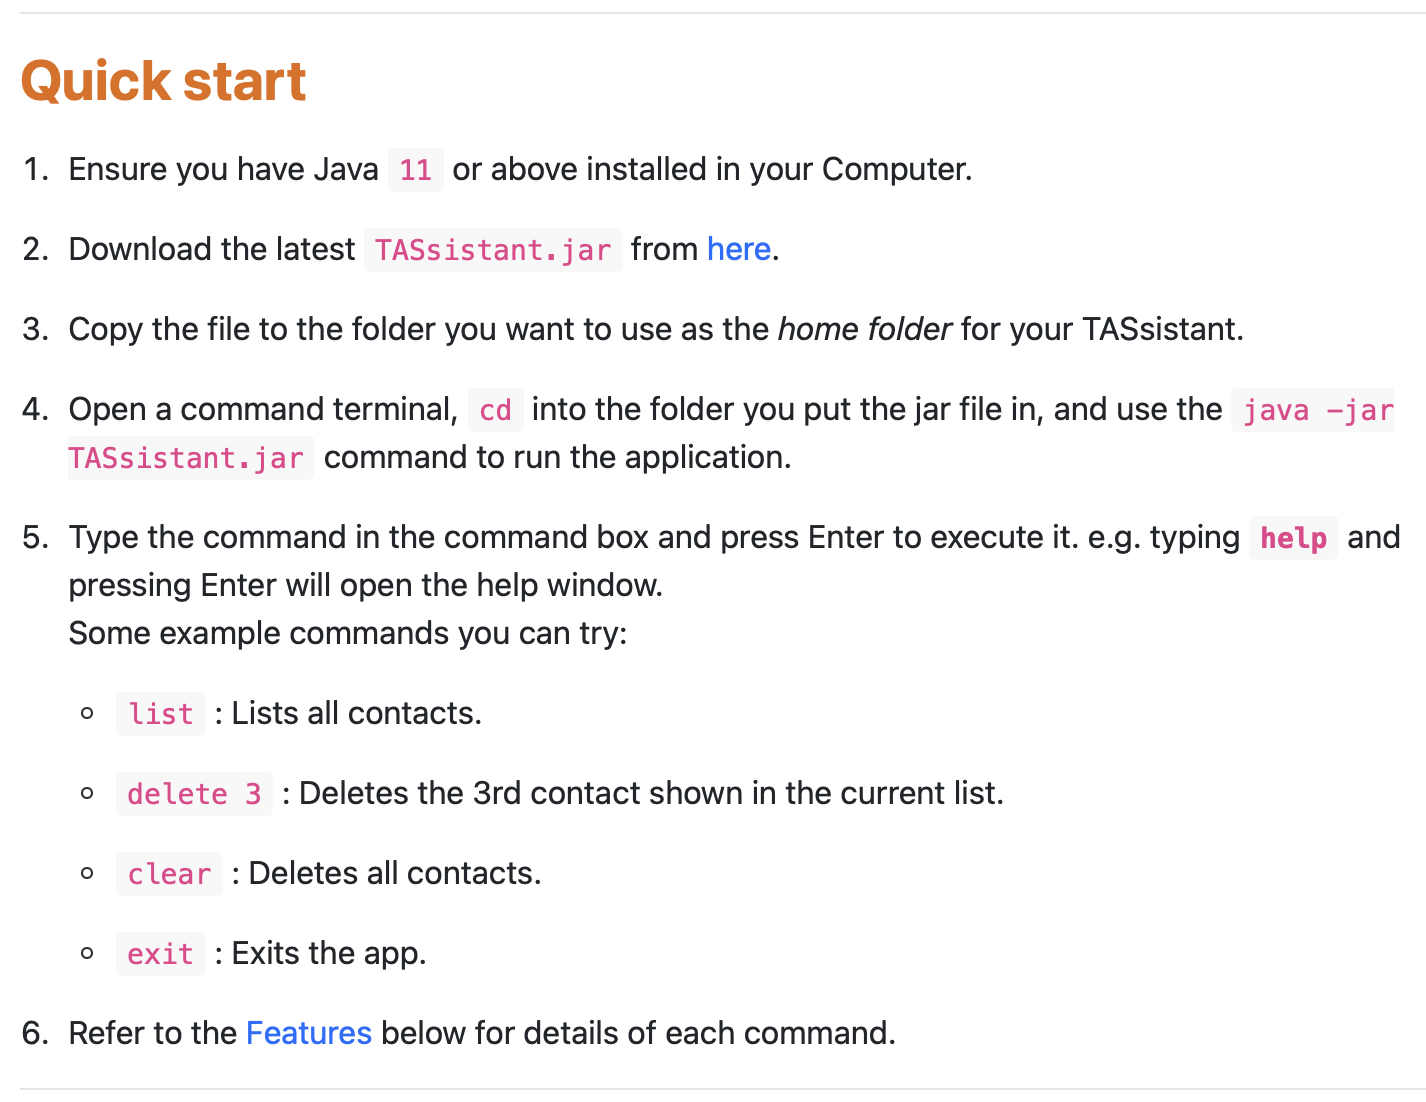 Quick start
1. Ensure you have Java 11 or above installed in your Computer.
2. Download the latest TASsistant.jar from here.
3. Copy the file to the folder you want to use as the home folder for your TASsistant.
4. Open a command terminal, cd into the folder you put the jar file in, and use the java -jar
TASsistant.jar command to run the application.
5. Type the command in the command box and press Enter to execute it. e.g. typing help and
pressing Enter will open the help window.
Some example commands you can try:
list : Lists all contacts.
delete 3 : Deletes the 3rd contact shown in the current list.
clear : Deletes all contacts.
exit : Exits the app.
6. Refer to the Features below for details of each command.